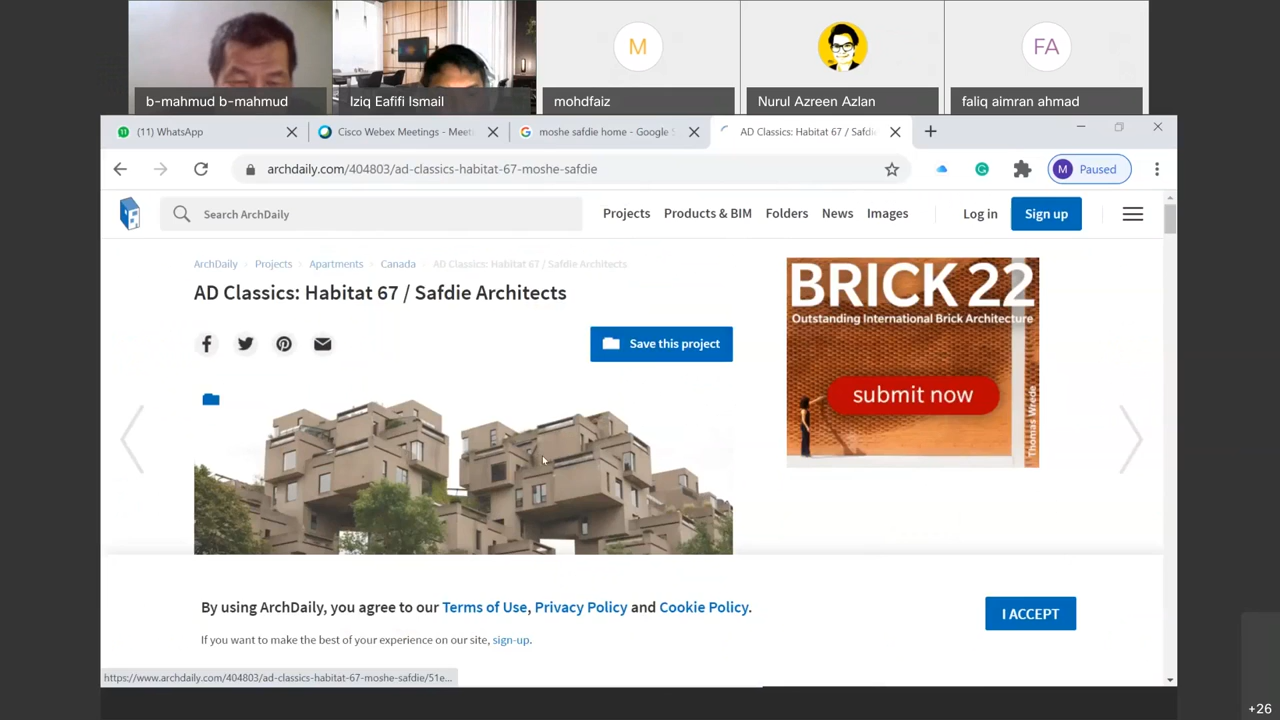 M
FA
b-mahmud b-mahmud
Iziq Eafifi Ismail
mohdfaiz
Nurul Azreen Azlan
faliq aimran ahmad
11
(11) WhatsApp
Cisco Webex Meetings - Meeti
moshe safdie home - Google S
AD Classics: Habitat 67 / Safdie
archdaily.com/404803/ad-classics-habitat-67-moshe-safdie
M Paused
Search ArchDaily
Projects
Products & BIM
Folders
News
Images
Log in
Sign up
ArchDaily
Projects
Apartments
Canada
AD Classics: Habitat 67 / Safdie Architects
AD Classics: Habitat 67 / Safdie Architects
Save this project
BRICK 22
Outstanding International Brick Architecture
submit now
Thomas Wrede
By using ArchDaily, you agree to our Terms of Use, Privacy Policy and Cookie Policy.
If you want to make the best of your experience on our site, sign-up.
I ACCEPT
https://www.archdaily.com/404803/ad-classics-habitat-67-moshe-safdie/51e...
+26